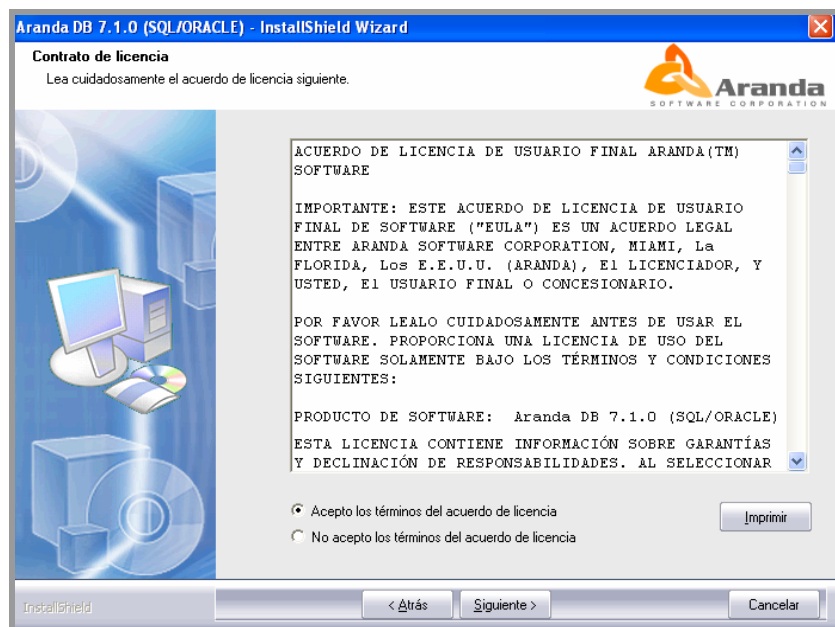 Aranda DB 7.1.0 (SQL/ORACLE) - InstallShield Wizard
Contrato de licencia
Lea cuidadosamente el acuerdo de licencia siguiente.
Aranda
SOFTWARE CORPORATION
ACUERDO DE LICENCIA DE USUARIO FINAL ARANDA(TM)
SOFTWARE
IMPORTANTE: ESTE ACUERDO DE LICENCIA DE USUARIO
FINAL DE SOFTWARE ("EULA") ES UN ACUERDO LEGAL
ENTRE ARANDA SOFTWARE CORPORATION, MIAMI, La
FLORIDA, Los E.E.U.U. (ARANDA), El LICENCIADOR, Y
USTED, El USUARIO FINAL O CONCESIONARIO.
POR FAVOR LEALO CUIDADOSAMENTE ANTES DE USAR EL
SOFTWARE. PROPORCIONA UNA LICENCIA DE USO DEL
SOFTWARE SOLAMENTE BAJO LOS TÉRMINOS Y CONDICIONES
SIGUIENTES:
PRODUCTO DE SOFTWARE: Aranda DB 7.1.0 (SQL/ORACLE)
ESTA LICENCIA CONTIENE INFORMACIÓN SOBRE GARANTÍAS
Y DECLINACIÓN DE RESPONSABILIDADES. AL SELECCIONAR
Acepto los términos del acuerdo de licencia
No acepto los términos del acuerdo de licencia
Imprimir
InstallShield
< Atrás
Siguiente >
Cancelar